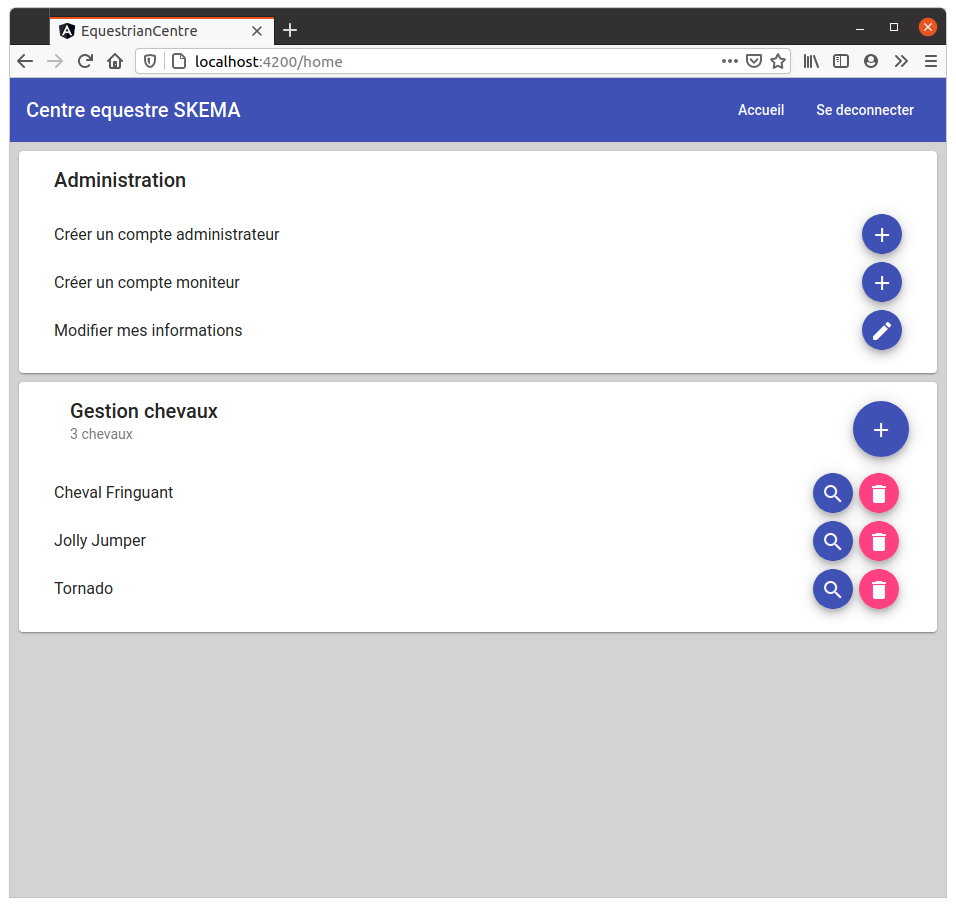 EquestrianCentre
localhost:4200/home
Centre equestre SKEMA Accueil Se deconnecter
Administration
Créer un compte administrateur
Créer un compte moniteur
Modifier mes informations
Gestion chevaux
3 chevaux
Cheval Fringuant
Jolly Jumper
Tornado